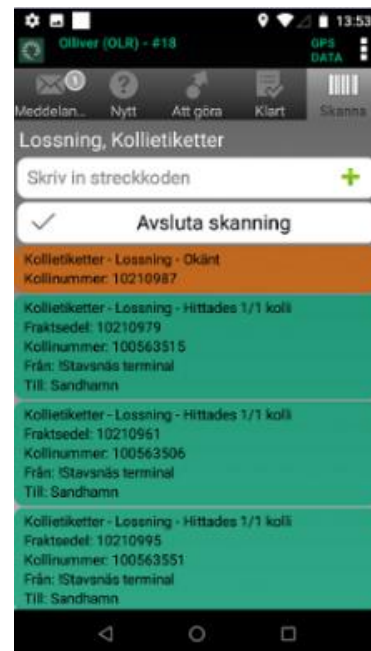 13:53
Olliver (OLR) - #18
GPS
DATA
1
Meddelan...
Nytt
Att göra
Klart
Skanna
Lossning, Kollietiketter
Skriv in streckkoden
Avsluta skanning
Kollietiketter - Lossning - Okänt
Kollinummer: 10210987
Kollietiketter - Lossning - Hittades 1/1 kolli
Fraktsedel: 10210979
Kollinummer: 100563515
Från: !Stavsnäs terminal
Till: Sandhamn
Kollietiketter - Lossning - Hittades 1/1 kolli
Fraktsedel: 10210961
Kollinummer: 100563506
Från: !Stavsnäs terminal
Till: Sandhamn
Kollietiketter - Lossning - Hittades 1/1 kolli
Fraktsedel: 10210995
Kollinummer: 100563551
Från: !Stavsnäs terminal
Till: Sandhamn